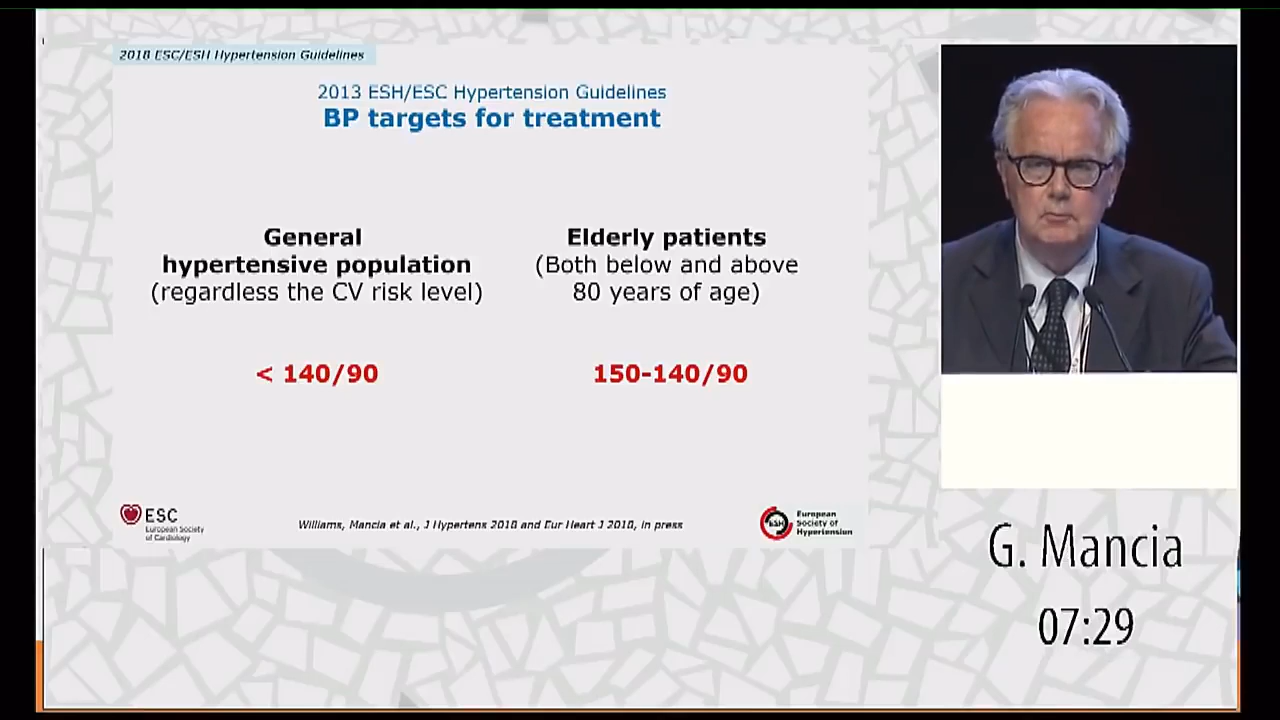 2018 ESC/ESH Hypertension Guidelines
2013 ESH/ESC Hypertension Guidelines
BP targets for treatment
General
hypertensive population
(regardless the CV risk level)
< 140/90
Elderly patients
(Both below and above
80 years of age)
150-140/90
ESC
European Society
of Cardiology
Williams, Mancia et al., J Hypertens 2018 and Eur Heart J 2018, in press
ESH
European
Society of
Hypertension
G. Mancia
07:29